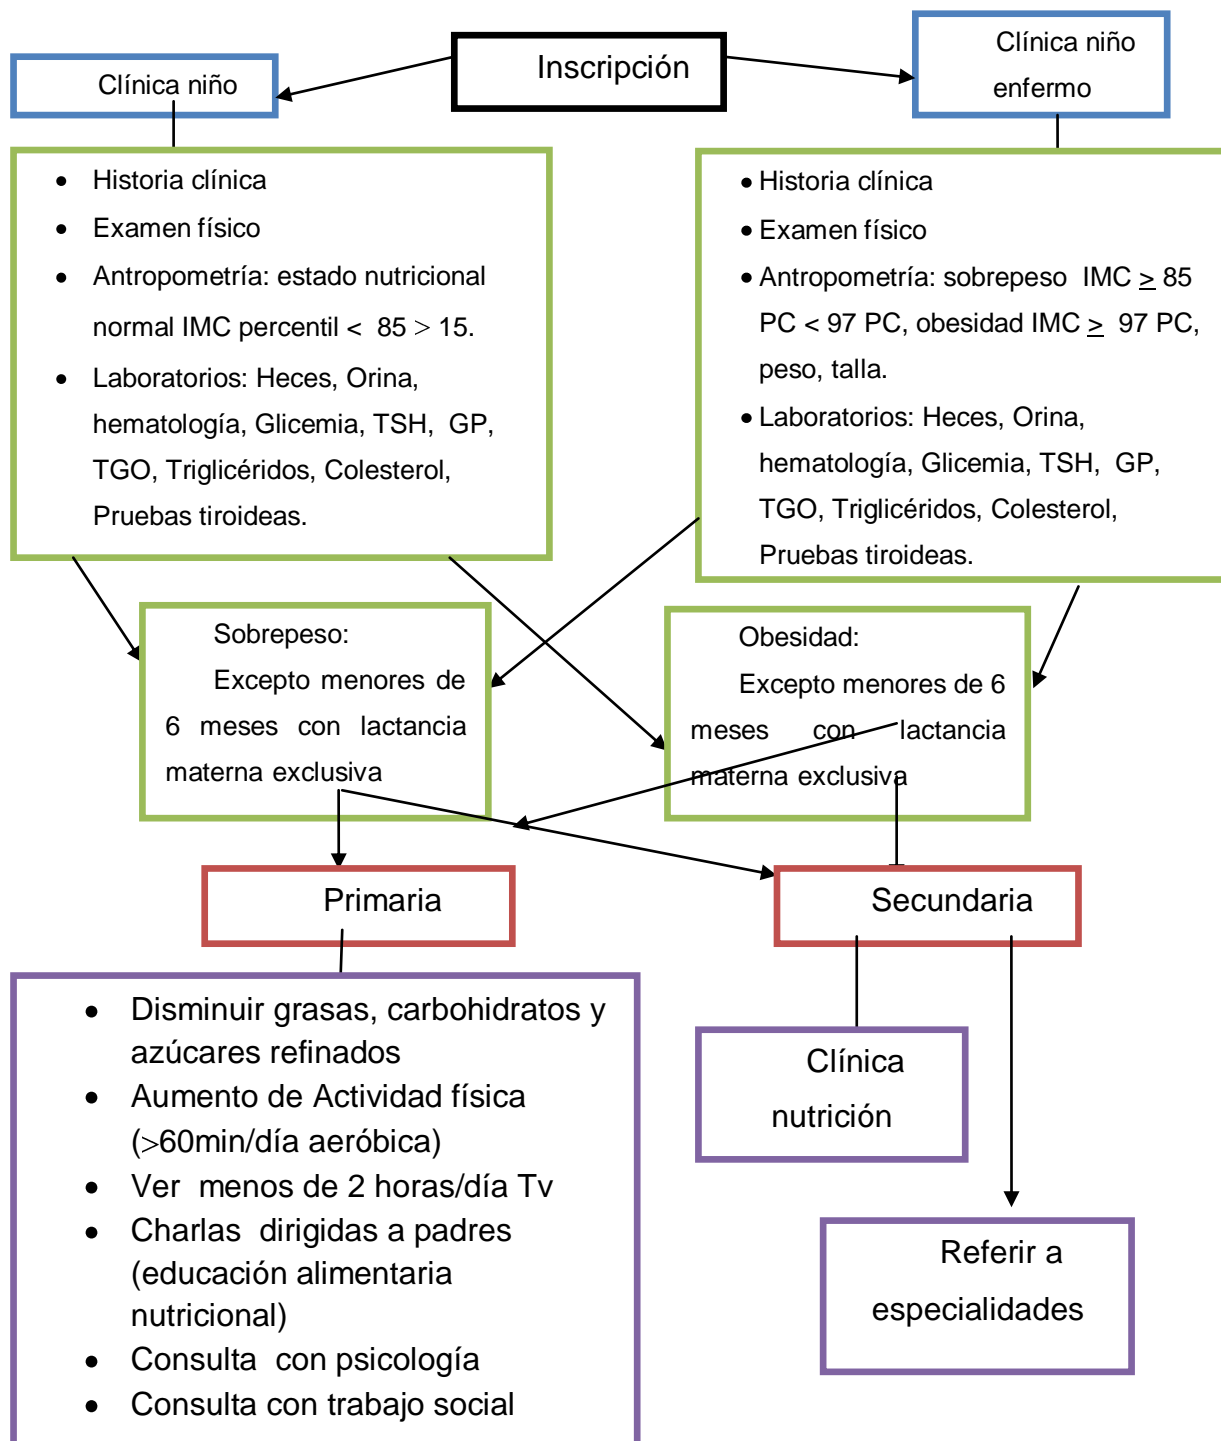 Inscripción
Clínica niño
Clínica niño
enfermo
• Historia clínica
• Examen físico
• Antropometría: estado nutricional
normal IMC percentil < 85 > 15.
• Laboratorios: Heces, Orina,
hematología, Glicemia, TSH, GP,
TGO, Triglicéridos, Colesterol,
Pruebas tiroideas.
• Historia clínica
• Examen físico
• Antropometría: sobrepeso IMC ≥ 85
PC < 97 PC, obesidad IMC ≥ 97 PC,
peso, talla.
• Laboratorios: Heces, Orina,
hematología, Glicemia, TSH, GP,
TGO, Triglicéridos, Colesterol,
Pruebas tiroideas.
Sobrepeso:
Excepto menores de
6 meses con lactancia
materna exclusiva
Obesidad:
Excepto menores de 6
meses con lactancia
materna exclusiva
Primaria
Secundaria
• Disminuir grasas, carbohidratos y
azúcares refinados
• Aumento de Actividad física
(>60min/día aeróbica)
• Ver menos de 2 horas/día Tv
• Charlas dirigidas a padres
(educación alimentaria
nutricional)
• Consulta con psicología
• Consulta con trabajo social
Clínica
nutrición
Referir a
especialidades